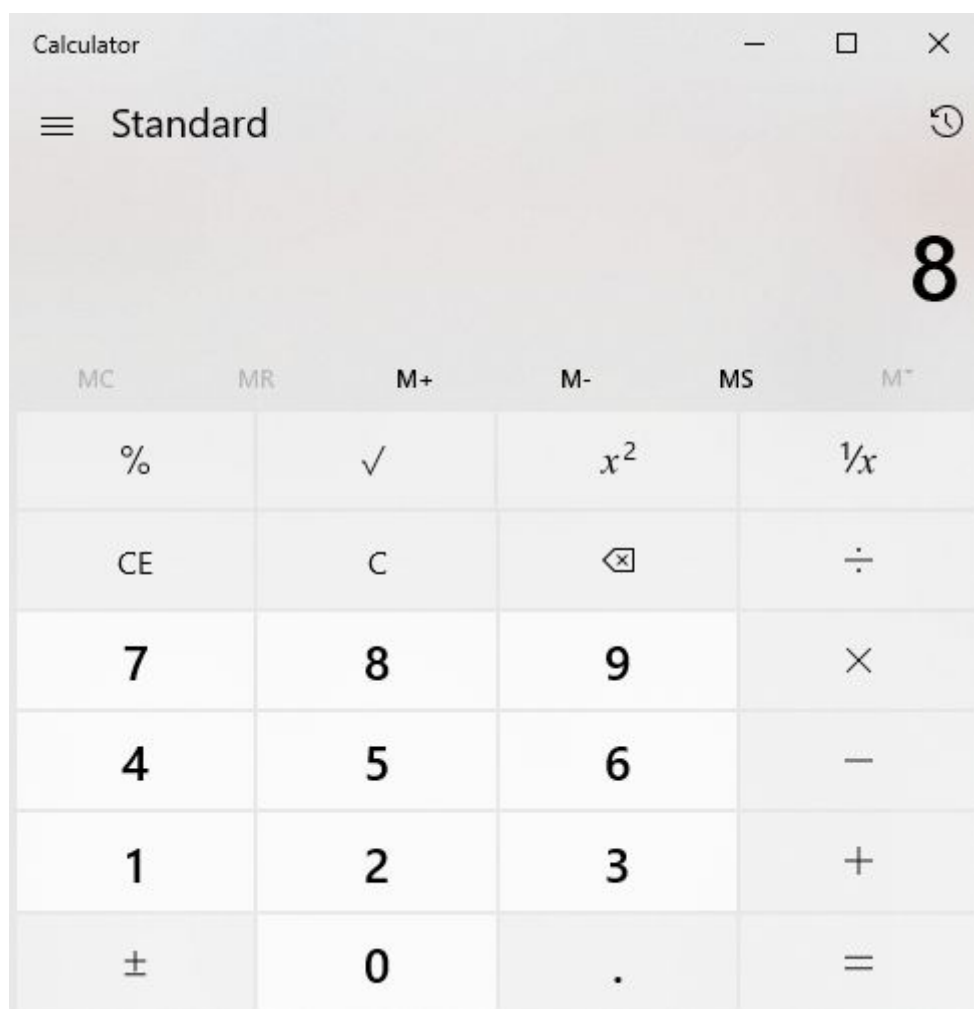 Calculator
Standard
8
MC MR M+ M- MS M˅
% √ x² ¹/x
CE C ÷
7 8 9 ×
4 5 6 −
1 2 3 +
± 0 . =